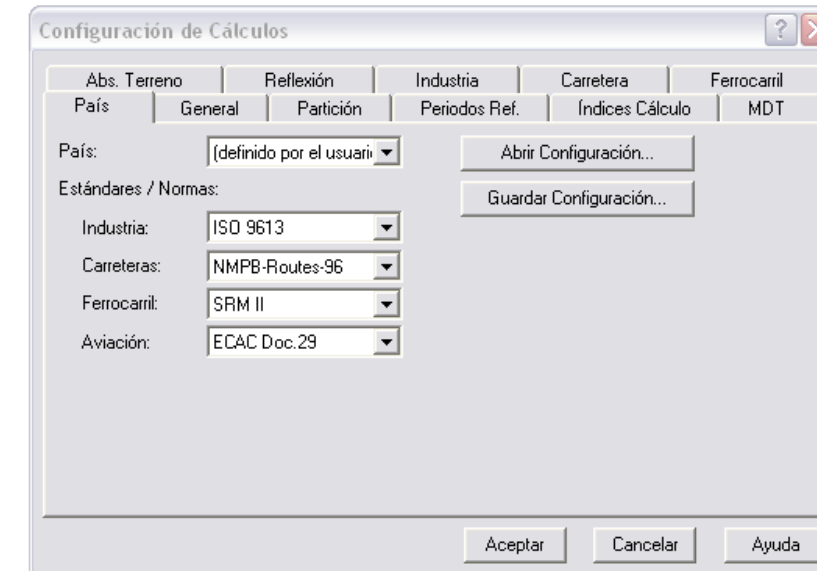 Configuración de Cálculos
Abs. Terreno Reflexión Industria Carretera Ferrocarril
País General Partición Periodos Ref. Índices Cálculo MDT
País: (definido por el usuari Abrir Configuración...
Estándares / Normas: Guardar Configuración...
Industria: ISO 9613
Carreteras: NMPB-Routes-96
Ferrocarril: SRM II
Aviación: ECAC Doc.29
Aceptar Cancelar Ayuda